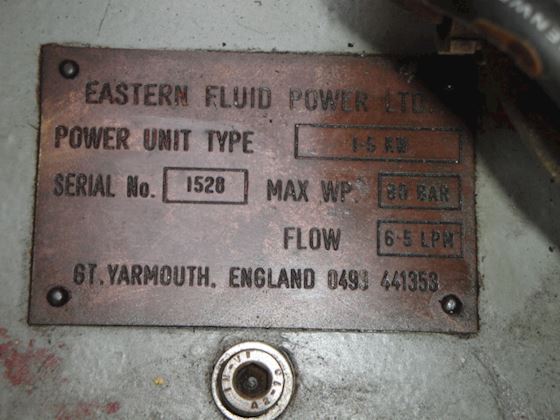 EASTERN FLUID POWER LTD.
POWER UNIT TYPE 1·5 KW
SERIAL No. 1528 MAX WP. 80 BAR
FLOW 6·5 LPM
GT. YARMOUTH. ENGLAND 0493 441353